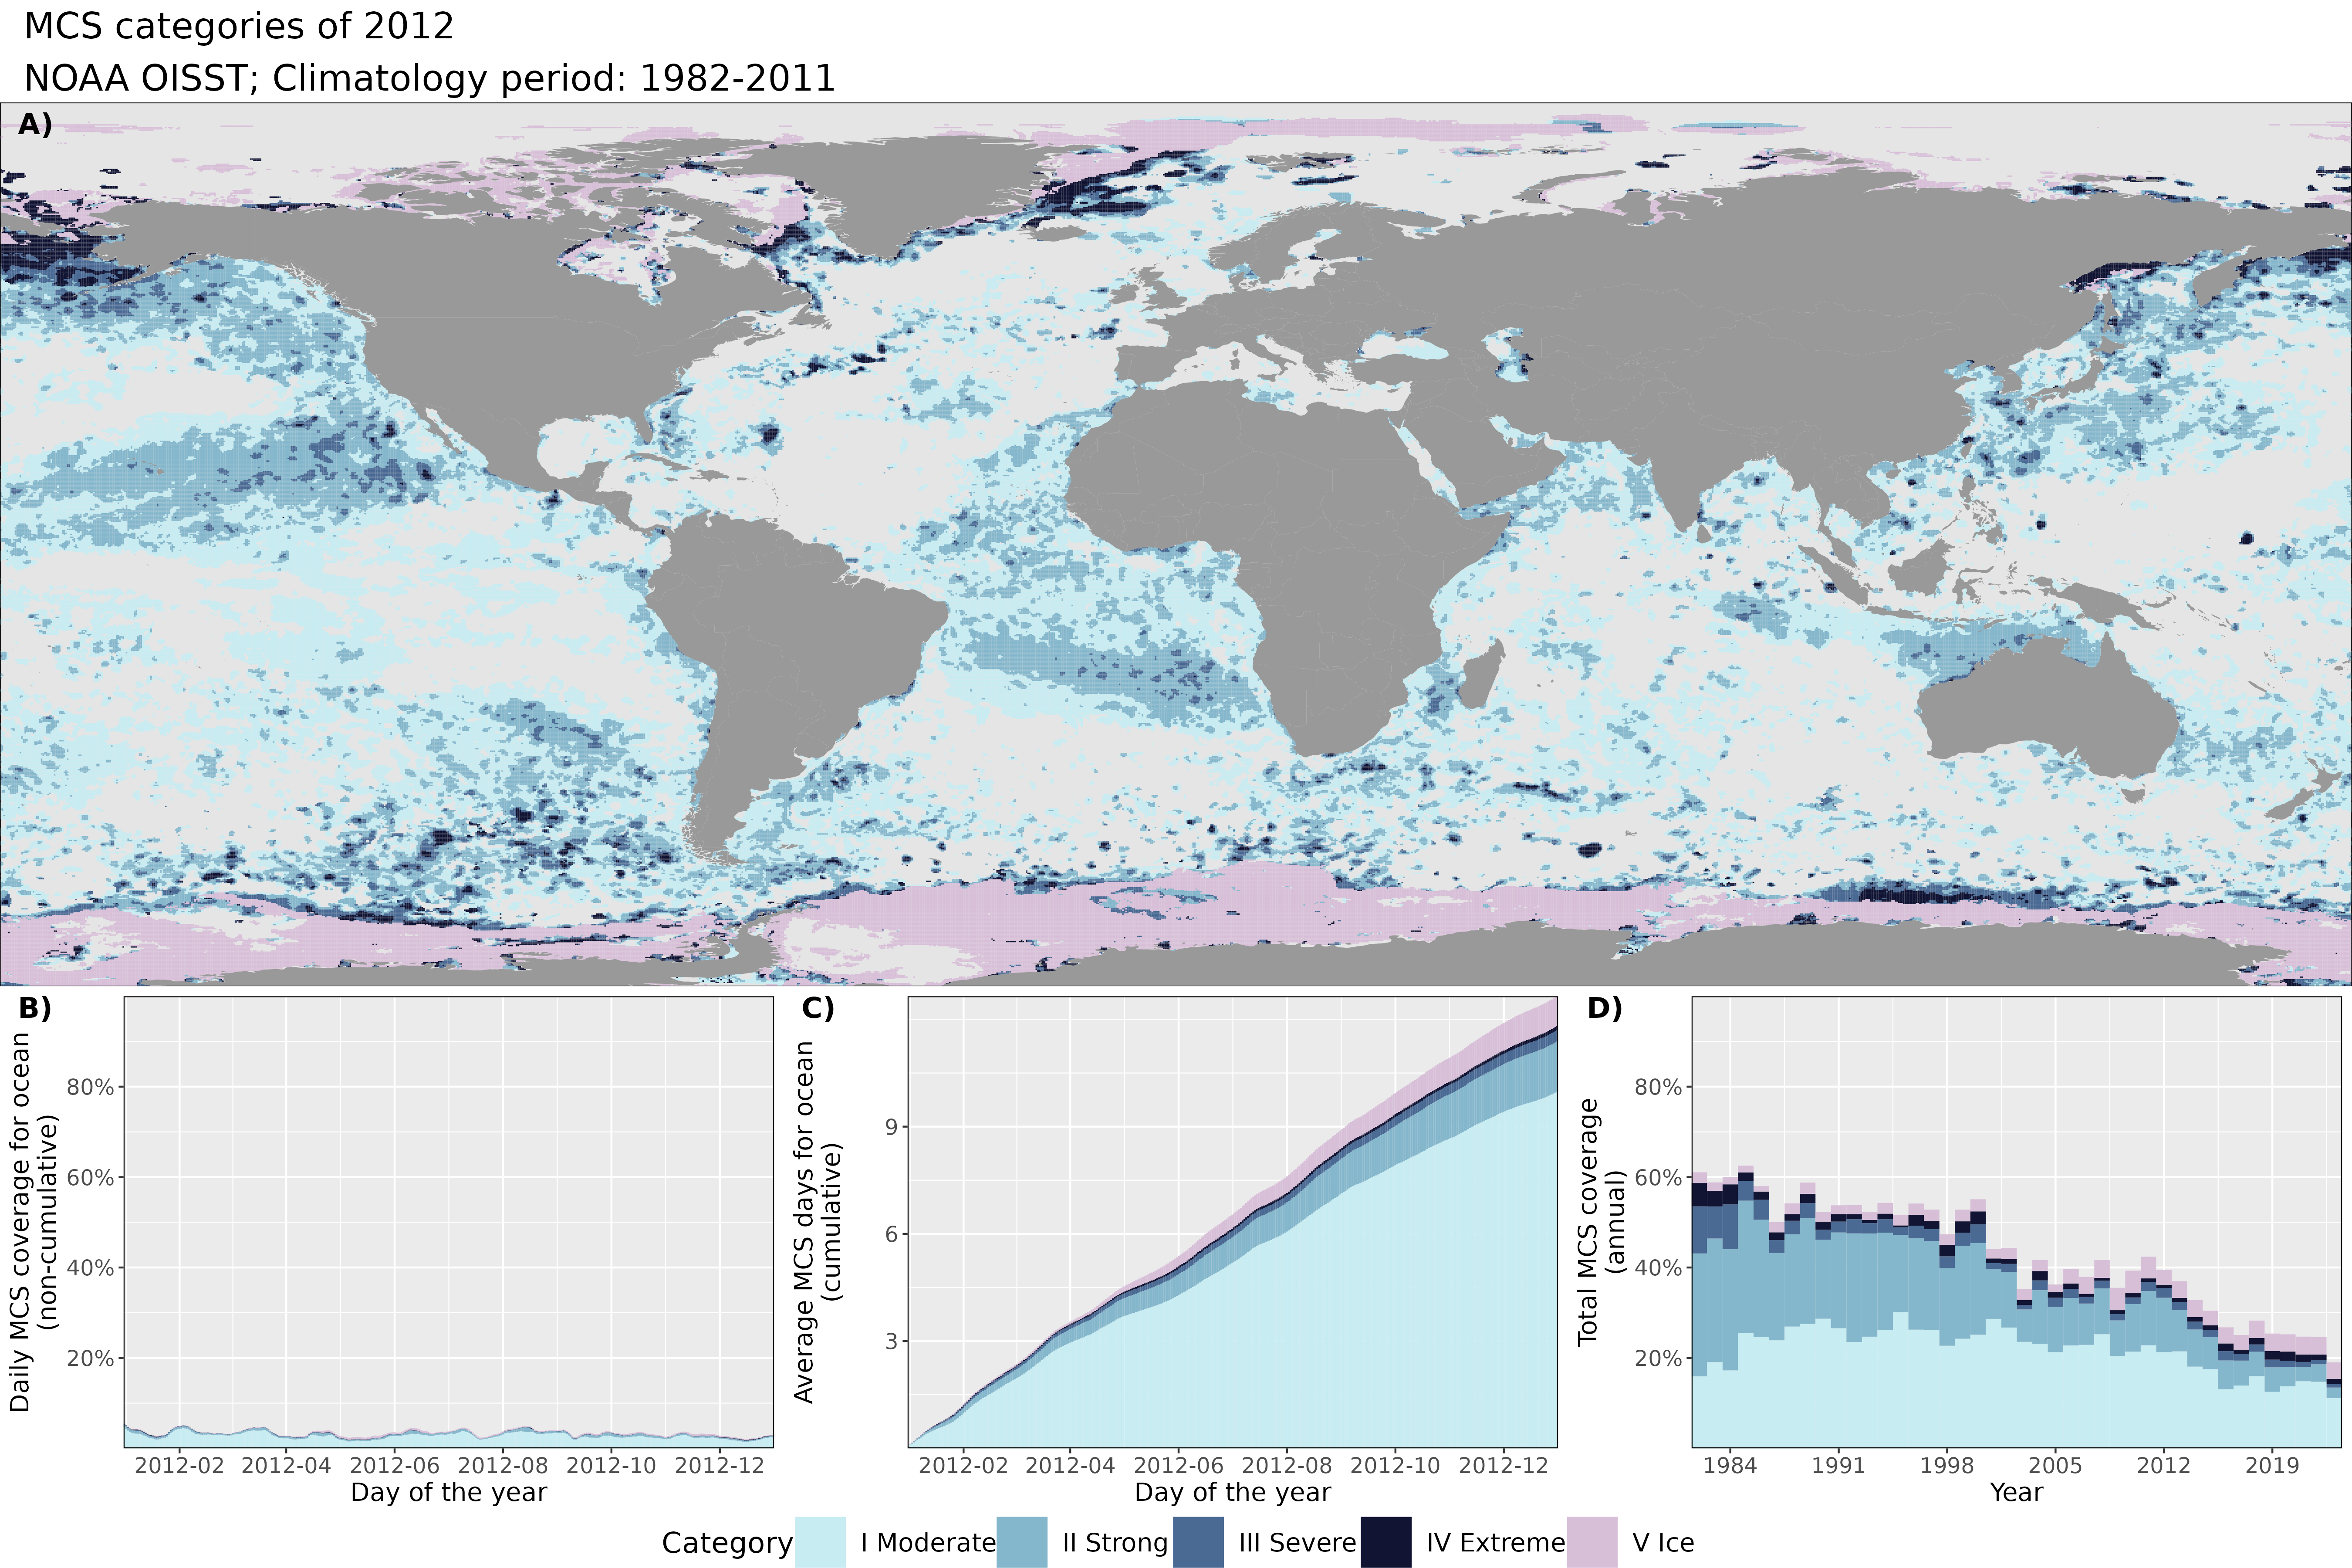 MCS categories of 2012
NOAA OISST; Climatology period: 1982-2011
A)
B)
Daily MCS coverage for ocean
(non-cumulative)
80%
60%
40%
20%
2012-02 2012-04 2012-06 2012-08 2012-10 2012-12
Day of the year
C)
Average MCS days for ocean
(cumulative)
9
6
3
2012-02 2012-04 2012-06 2012-08 2012-10 2012-12
Day of the year
D)
Total MCS coverage
(annual)
80%
60%
40%
20%
1984 1991 1998 2005 2012 2019
Year
Category I Moderate II Strong III Severe IV Extreme V Ice